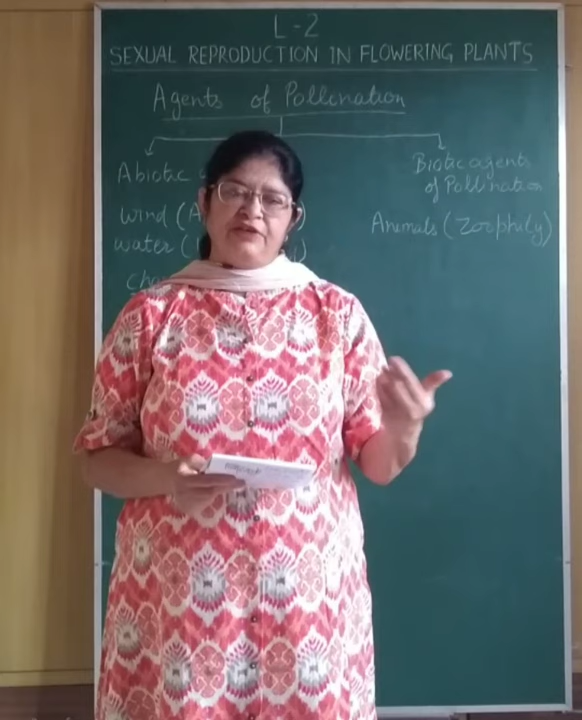 L-2
SEXUAL REPRODUCTION IN FLOWERING PLANTS
Agents of Pollination
Abiotic
Biotic agents
of Pollination
wind (A
Animals (Zoophily)
water (